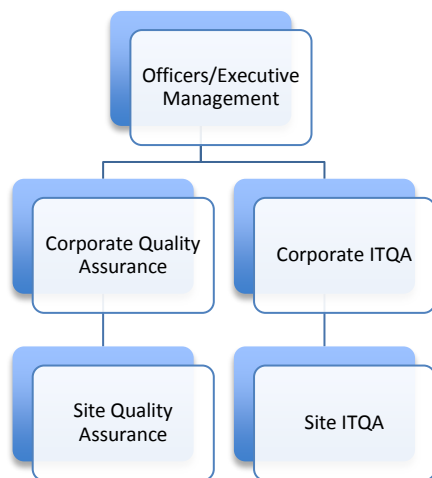 Officers/Executive
Management
Corporate Quality
Assurance
Corporate ITQA
Site Quality
Assurance
Site ITQA